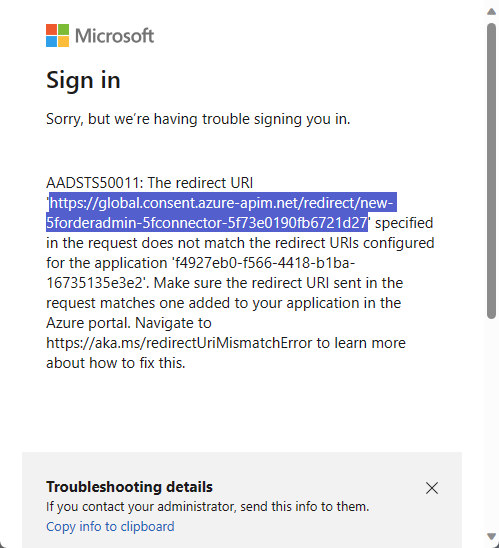 Microsoft
Sign in
Sorry, but we’re having trouble signing you in.
AADSTS50011: The redirect URI
'https://global.consent.azure-apim.net/redirect/new-
5forderadmin-5fconnector-5f73e0190fb6721d27' specified
in the request does not match the redirect URIs configured
for the application 'f4927eb0-f566-4418-b1ba-
16735135e3e2'. Make sure the redirect URI sent in the
request matches one added to your application in the
Azure portal. Navigate to
https://aka.ms/redirectUriMismatchError to learn more
about how to fix this.
Troubleshooting details
If you contact your administrator, send this info to them.
Copy info to clipboard